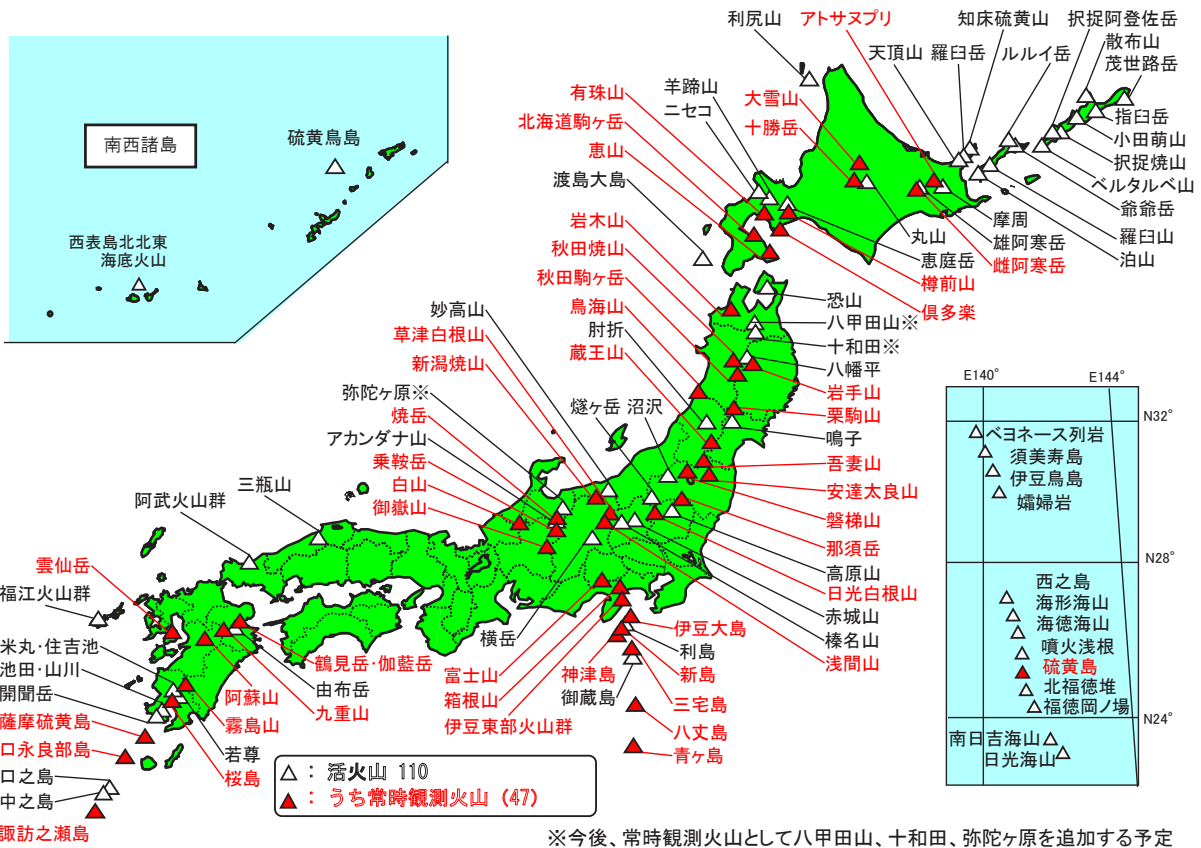 利尻山
アトサヌプリ
知床硫黄山
択捉阿登佐岳
散布山
茂世路岳
天頂山
羅臼岳
ルルイ岳
有珠山
羊蹄山
ニセコ
大雪山
十勝岳
北海道駒ヶ岳
恵山
渡島大島
指臼岳
小田萌山
択捉焼山
ベルタルベ山
爺爺岳
羅臼山
泊山
摩周
雄阿寒岳
雌阿寒岳
丸山
恵庭岳
樽前山
倶多楽
南西諸島
硫黄鳥島
西表島北北東
海底火山
岩木山
秋田焼山
秋田駒ヶ岳
鳥海山
肘折
蔵王山
恐山
八甲田山※
十和田※
八幡平
岩手山
栗駒山
鳴子
吾妻山
安達太良山
磐梯山
那須岳
高原山
日光白根山
赤城山
榛名山
浅間山
妙高山
草津白根山
新潟焼山
弥陀ヶ原※
焼岳
アカンダナ山
乗鞍岳
白山
御嶽山
燧ヶ岳
沼沢
三瓶山
阿武火山群
横岳
富士山
箱根山
伊豆東部火山群
伊豆大島
利島
新島
神津島
御蔵島
三宅島
八丈島
青ヶ島
雲仙岳
福江火山群
米丸・住吉池
池田・山川
開聞岳
薩摩硫黄島
口永良部島
口之島
中之島
諏訪之瀬島
鶴見岳・伽藍岳
由布岳
九重山
阿蘇山
霧島山
若尊
桜島
E140°
E144°
N32°
ベヨネース列岩
須美寿島
伊豆鳥島
孀婦岩
N28°
西之島
海形海山
海徳海山
噴火浅根
硫黄島
北福徳堆
福徳岡ノ場
N24°
南日吉海山
日光海山
△ : 活火山 110
▲ : うち常時観測火山 (47)
※今後、常時観測火山として八甲田山、十和田、弥陀ヶ原を追加する予定